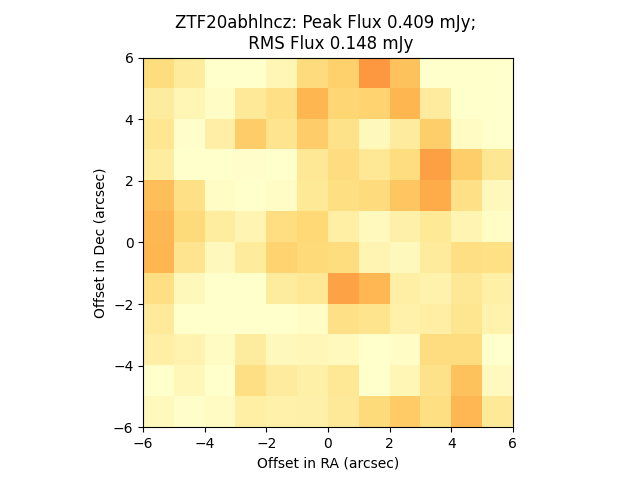 ZTF20abhlncz: Peak Flux 0.409 mJy;
RMS Flux 0.148 mJy
6
4
2
0
−2
−4
−6
Offset in Dec (arcsec)
−6 −4 −2 0 2 4 6
Offset in RA (arcsec)